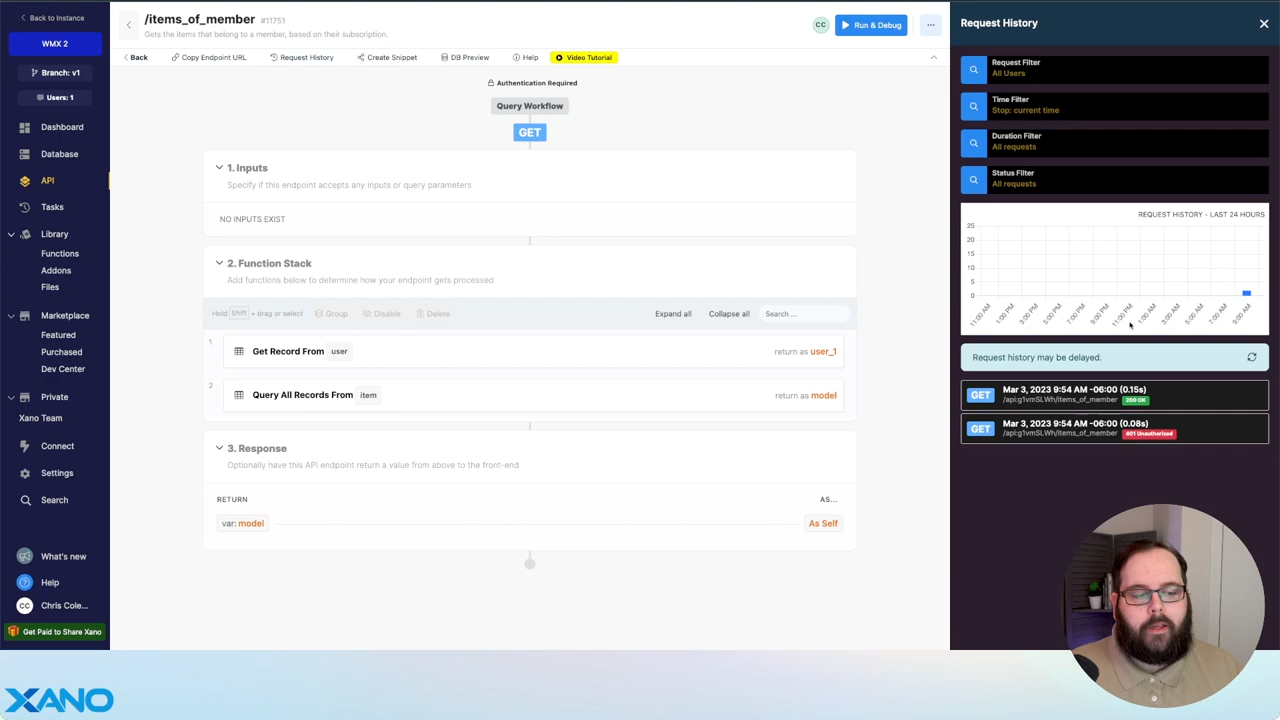 Back to Instance
WMX 2
Branch: v1
Users: 1
Dashboard
Database
API
Tasks
Library
Functions
Addons
Files
Marketplace
Featured
Purchased
Dev Center
Private
Xano Team
Connect
Settings
Search
What's new
Help
CC Chris Cole...
Get Paid to Share Xano
/items_of_member #11751
Gets the items that belong to a member, based on their subscription.
CC
Run & Debug
...
Back
Copy Endpoint URL
Request History
Create Snippet
DB Preview
Help
Video Tutorial
Authentication Required
Query Workflow
GET
1. Inputs
Specify if this endpoint accepts any inputs or query parameters
NO INPUTS EXIST
2. Function Stack
Add functions below to determine how your endpoint gets processed
Hold Shift + drag or select
Group
Disable
Delete
Expand all
Collapse all
Search ...
1 Get Record From user return as user_1
2 Query All Records From item return as model
3. Response
Optionally have this API endpoint return a value from above to the front-end
RETURN AS...
var: model As Self
Request History
Request Filter
All Users
Time Filter
Stop: current time
Duration Filter
All requests
Status Filter
All requests
REQUEST HISTORY - LAST 24 HOURS
25
20
15
10
5
0
11:00 AM 1:00 PM 3:00 PM 5:00 PM 7:00 PM 9:00 PM 11:00 PM 1:00 AM 3:00 AM 5:00 AM 7:00 AM 9:00 AM
Request history may be delayed.
GET Mar 3, 2023 9:54 AM -06:00 (0.15s)
/api:g1vmSLWh/items_of_member 200 OK
GET Mar 3, 2023 9:54 AM -06:00 (0.08s)
/api:g1vmSLWh/items_of_member 401 Unauthorized
XANO